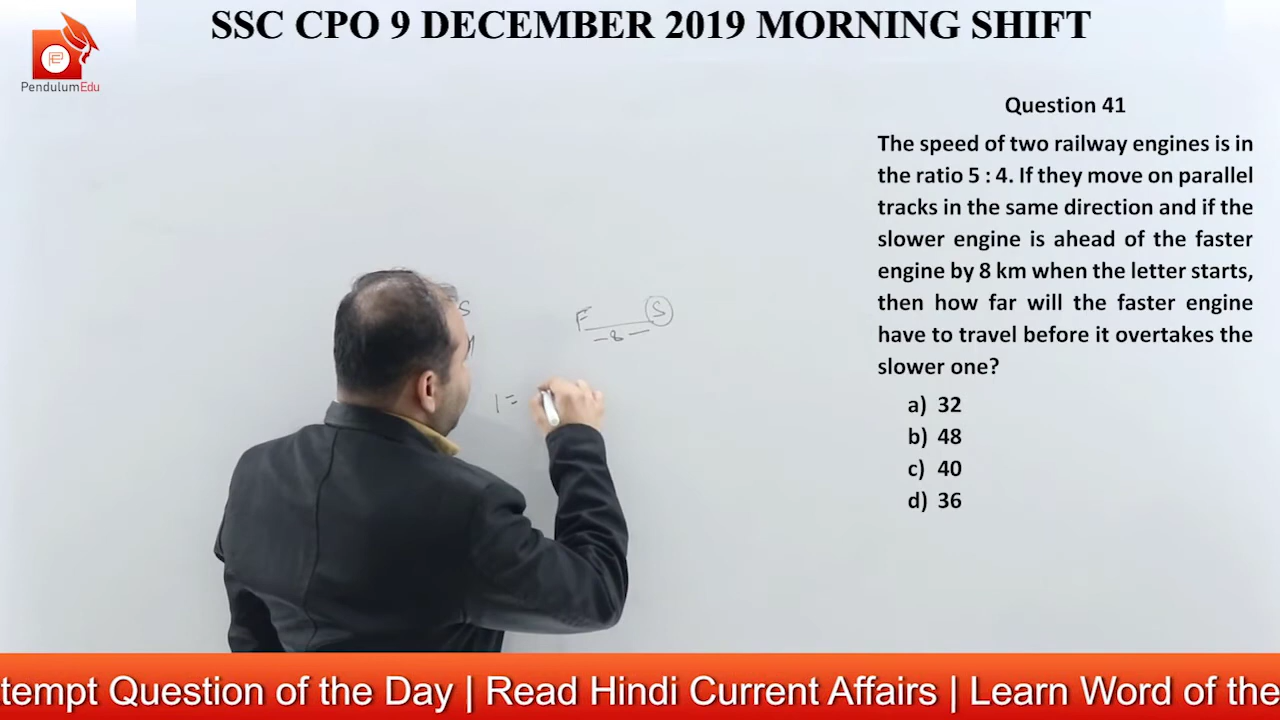 SSC CPO 9 DECEMBER 2019 MORNING SHIFT
PendulumEdu
Question 41
The speed of two railway engines is in
the ratio 5 : 4. If they move on parallel
tracks in the same direction and if the
slower engine is ahead of the faster
engine by 8 km when the letter starts,
then how far will the faster engine
have to travel before it overtakes the
slower one?
a) 32
b) 48
c) 40
d) 36
S
F S
- 8 -
1 =
tempt Question of the Day | Read Hindi Current Affairs | Learn Word of the